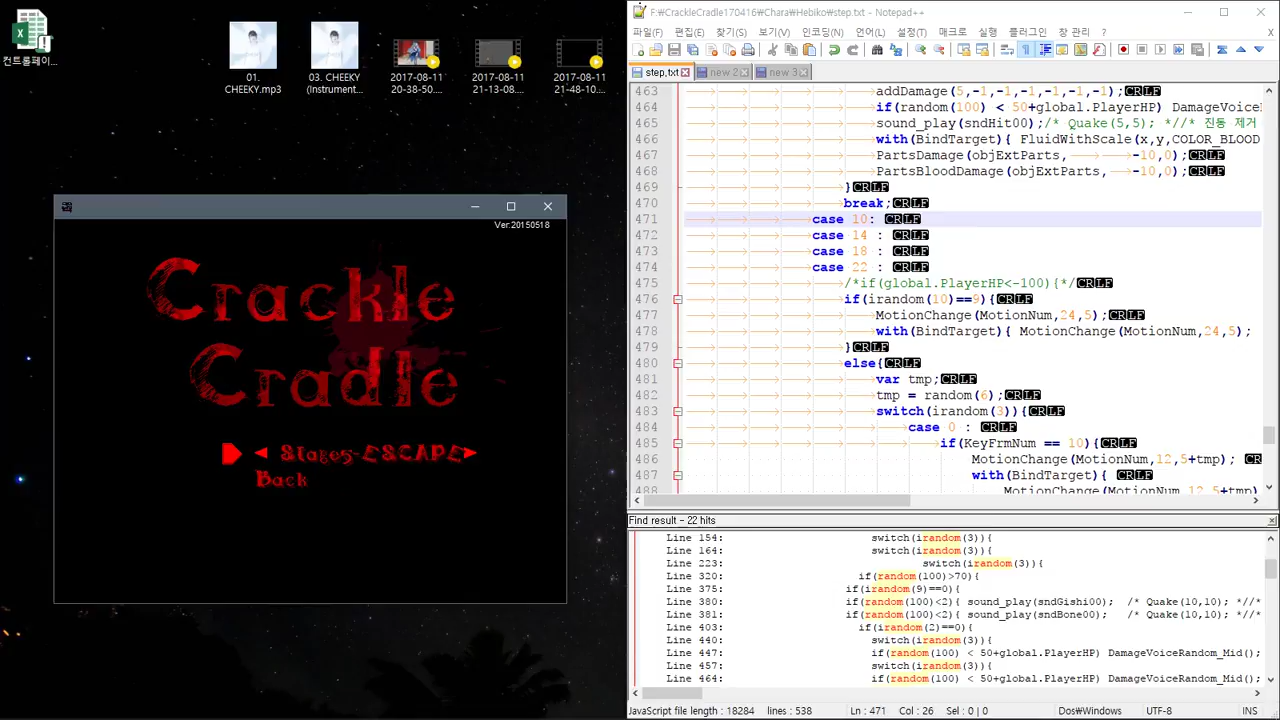 컨트롤페이...
01.
CHEEKY.mp3
03. CHEEKY
(Instrument...
2017-08-11
20-38-50....
2017-08-11
21-13-08....
2017-08-11
21-48-10....
Ver:20150518
Crackle
Cradle
Stage5-ESCAPE
Back
F:₩CrackleCradle170416₩Chara₩Hebiko₩step.txt - Notepad++
파일(F) 편집(E) 찾기(S) 보기(V) 인코딩(N) 언어(L) 설정(T) 매크로 실행 플러그인 창 관리 ?
step.txt new 2 new 3
463 addDamage(5,-1,-1,-1,-1,-1,-1);CRLF
464 if(random(100) < 50+global.PlayerHP) DamageVoiceR
465 sound_play(sndHit00);/* Quake(5,5); *//* 진동 제거
466 with(BindTarget){ FluidWithScale(x,y,COLOR_BLOOD
467 PartsDamage(objExtParts, -10,0);CRLF
468 PartsBloodDamage(objExtParts, -10,0);CRLF
469 }CRLF
470 break;CRLF
471 case 10: CRLF
472 case 14 : CRLF
473 case 18 : CRLF
474 case 22 : CRLF
475 /*if(global.PlayerHP<-100){*/CRLF
476 if(irandom(10)==9){CRLF
477 MotionChange(MotionNum,24,5);CRLF
478 with(BindTarget){ MotionChange(MotionNum,24,5);
479 }CRLF
480 else{CRLF
481 var tmp;CRLF
482 tmp = random(6);CRLF
483 switch(irandom(3)){CRLF
484 case 0 : CRLF
485 if(KeyFrmNum == 10){CRLF
486 MotionChange(MotionNum,12,5+tmp); CR
487 with(BindTarget){ CRLF
488 MotionChange(MotionNum,12,5+tmp)
Find result - 22 hits
Line 154: switch(irandom(3)){
Line 164: switch(irandom(3)){
Line 223: switch(irandom(3)){
Line 320: if(random(100)>70){
Line 375: if(irandom(9)==0){
Line 380: if(random(100)<2){ sound_play(sndGishi00); /* Quake(10,10); *//*
Line 381: if(random(100)<2){ sound_play(sndBone00); /* Quake(10,10); *//*
Line 403: if(irandom(2)==0){
Line 440: switch(irandom(3)){
Line 447: if(random(100) < 50+global.PlayerHP) DamageVoiceRandom_Mid();
Line 457: switch(irandom(3)){
Line 464: if(random(100) < 50+global.PlayerHP) DamageVoiceRandom_Mid();
JavaScript file length : 18284 lines : 538 Ln : 471 Col : 26 Sel : 0 | 0 Dos₩Windows UTF-8 INS